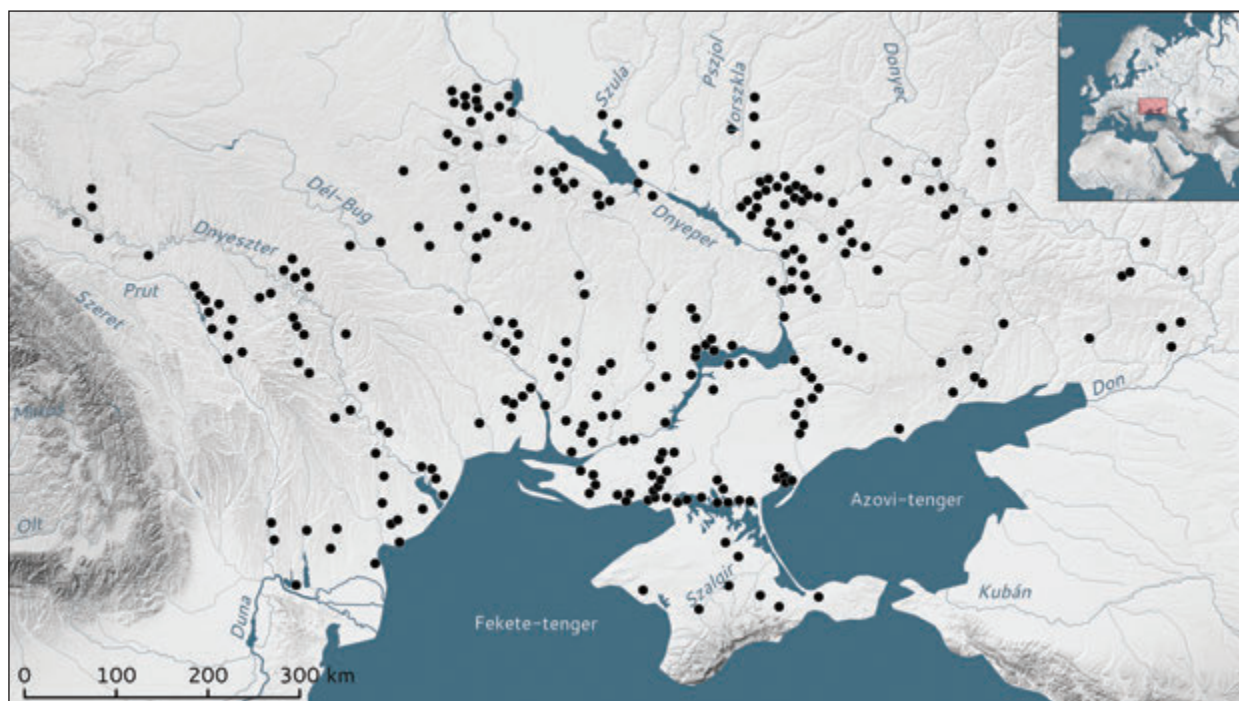 Szula
Pszjol
Vorszkla
Donyec
Dél-Bug
Dnyeper
Dnyeszter
Prut
Szeret
Don
Maros
Azovi-tenger
Olt
Szalgir
Kubán
Duna
Fekete-tenger
0 100 200 300 km